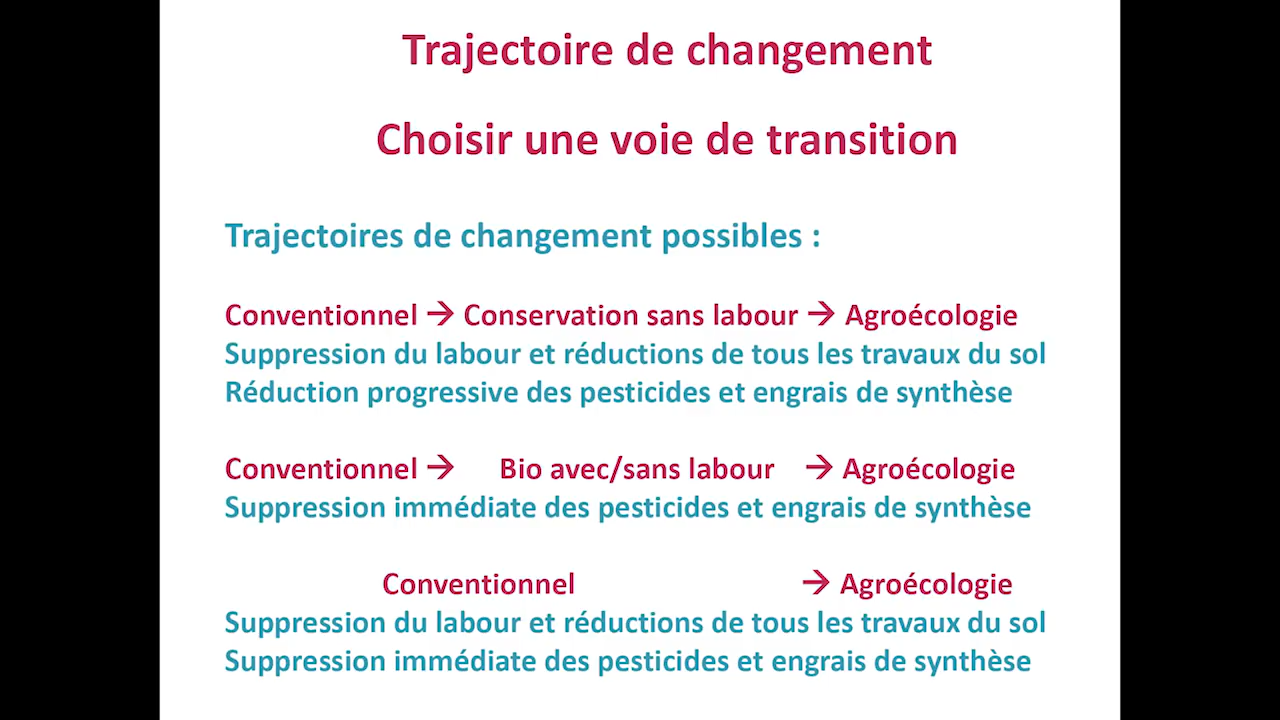 Trajectoire de changement
Choisir une voie de transition
Trajectoires de changement possibles :
Conventionnel → Conservation sans labour → Agroécologie
Suppression du labour et réductions de tous les travaux du sol
Réduction progressive des pesticides et engrais de synthèse
Conventionnel → Bio avec/sans labour → Agroécologie
Suppression immédiate des pesticides et engrais de synthèse
Conventionnel → Agroécologie
Suppression du labour et réductions de tous les travaux du sol
Suppression immédiate des pesticides et engrais de synthèse